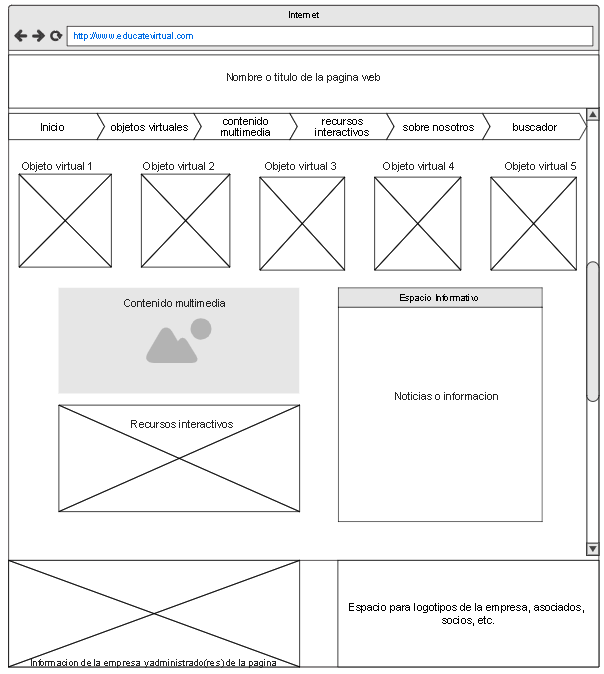 Internet
http://www.educatevirtual.com
Nombre o titulo de la pagina web
Inicio
objetos virtuales
contenido
multimedia
recursos
interactivos
sobre nosotros
buscador
Objeto virtual 1
Objeto virtual 2
Objeto virtual 3
Objeto virtual 4
Objeto virtual 5
Contenido multimedia
Espacio Informativo
Noticias o informacion
Recursos interactivos
Espacio para logotipos de la empresa, asociados,
socios, etc.
Informacion de la empresa yadministrado(res) de la pagina